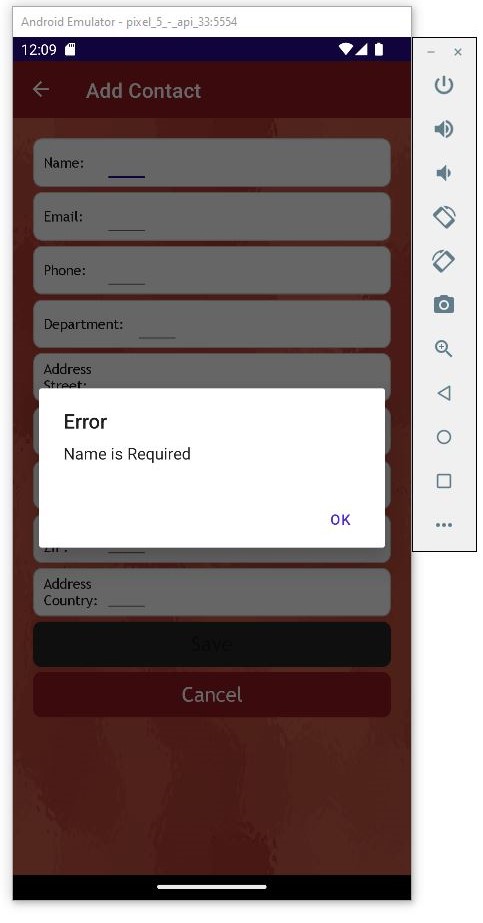 Android Emulator - pixel_5_-_api_33:5554
12:09
Add Contact
Name:
Email:
Phone:
Department:
Address
Street:
Error
Name is Required
OK
Address
Country:
Save
Cancel